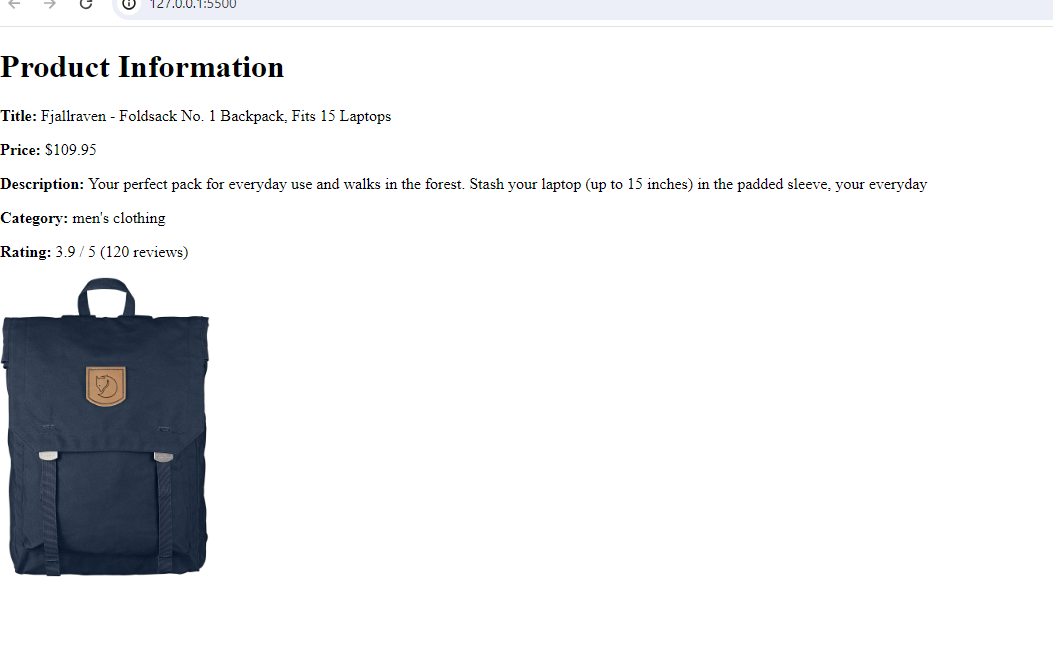 127.0.0.1:5500
Product Information
Title: Fjallraven - Foldsack No. 1 Backpack, Fits 15 Laptops
Price: $109.95
Description: Your perfect pack for everyday use and walks in the forest. Stash your laptop (up to 15 inches) in the padded sleeve, your everyday
Category: men's clothing
Rating: 3.9 / 5 (120 reviews)